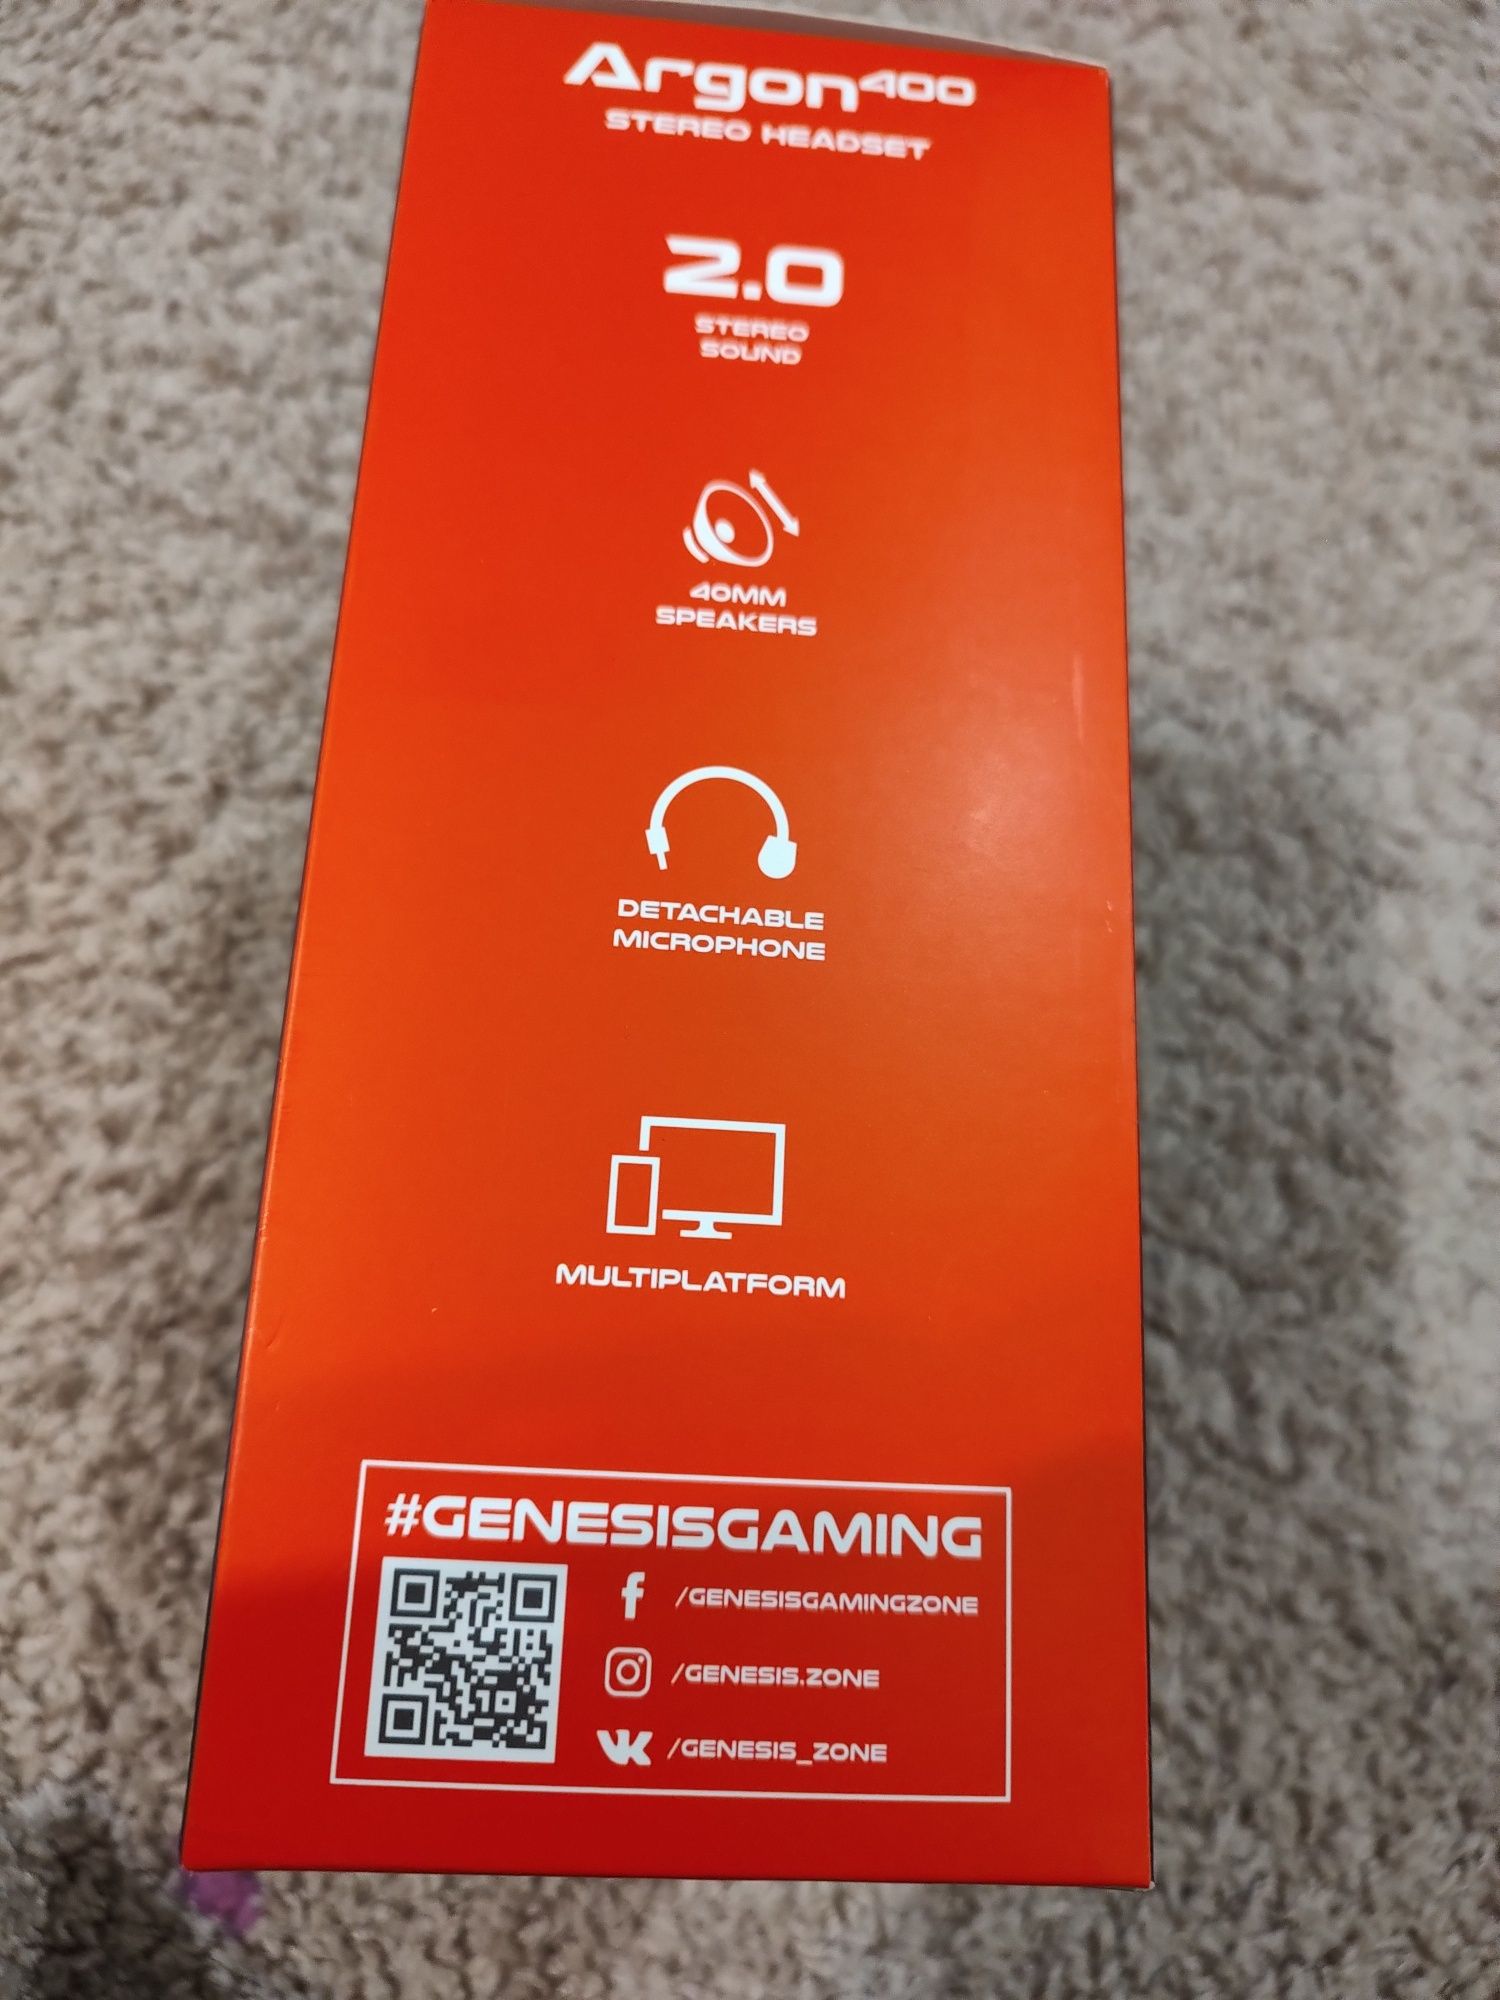 Argon400
STEREO HEADSET
2.0
STEREO
SOUND
40MM
SPEAKERS
DETACHABLE
MICROPHONE
MULTIPLATFORM
#GENESISGAMING
/GENESISGAMINGZONE
/GENESIS.ZONE
/GENESIS_ZONE